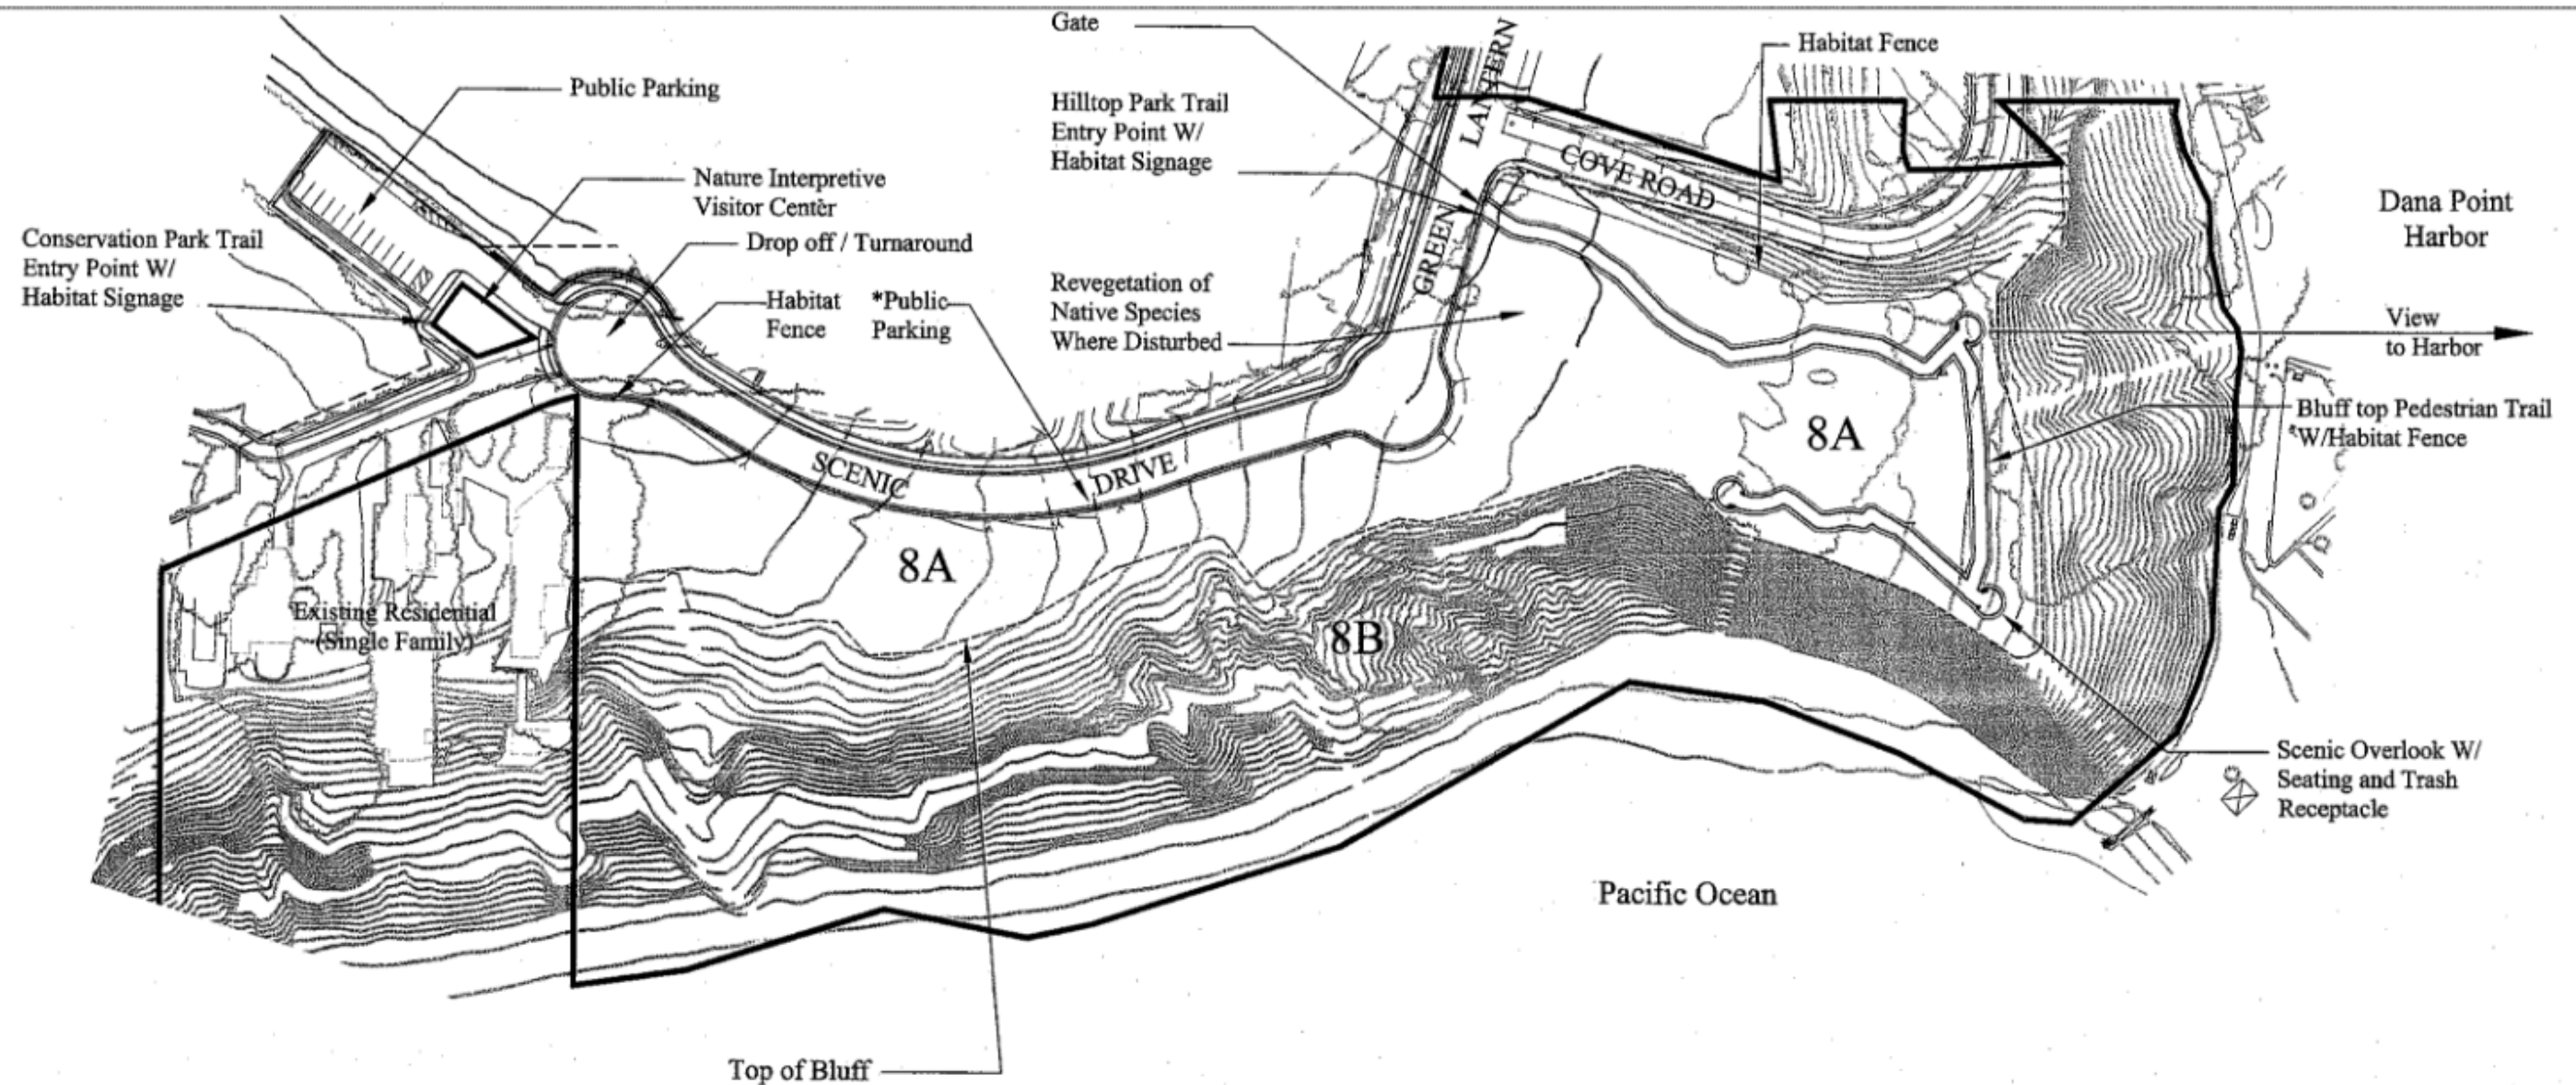 Gate
Habitat Fence
Public Parking
Hilltop Park Trail
Entry Point W/
Habitat Signage
LANTERN
GREEN
COVE ROAD
Nature Interpretive
Visitor Center
Dana Point
Harbor
Conservation Park Trail
Entry Point W/
Habitat Signage
Drop off / Turnaround
Habitat
Fence
*Public
Parking
Revegetation of
Native Species
Where Disturbed
View
to Harbor
Bluff top Pedestrian Trail
W/Habitat Fence
8A
SCENIC
DRIVE
8A
Existing Residential
(Single Family)
8B
Scenic Overlook W/
Seating and Trash
Receptacle
Pacific Ocean
Top of Bluff